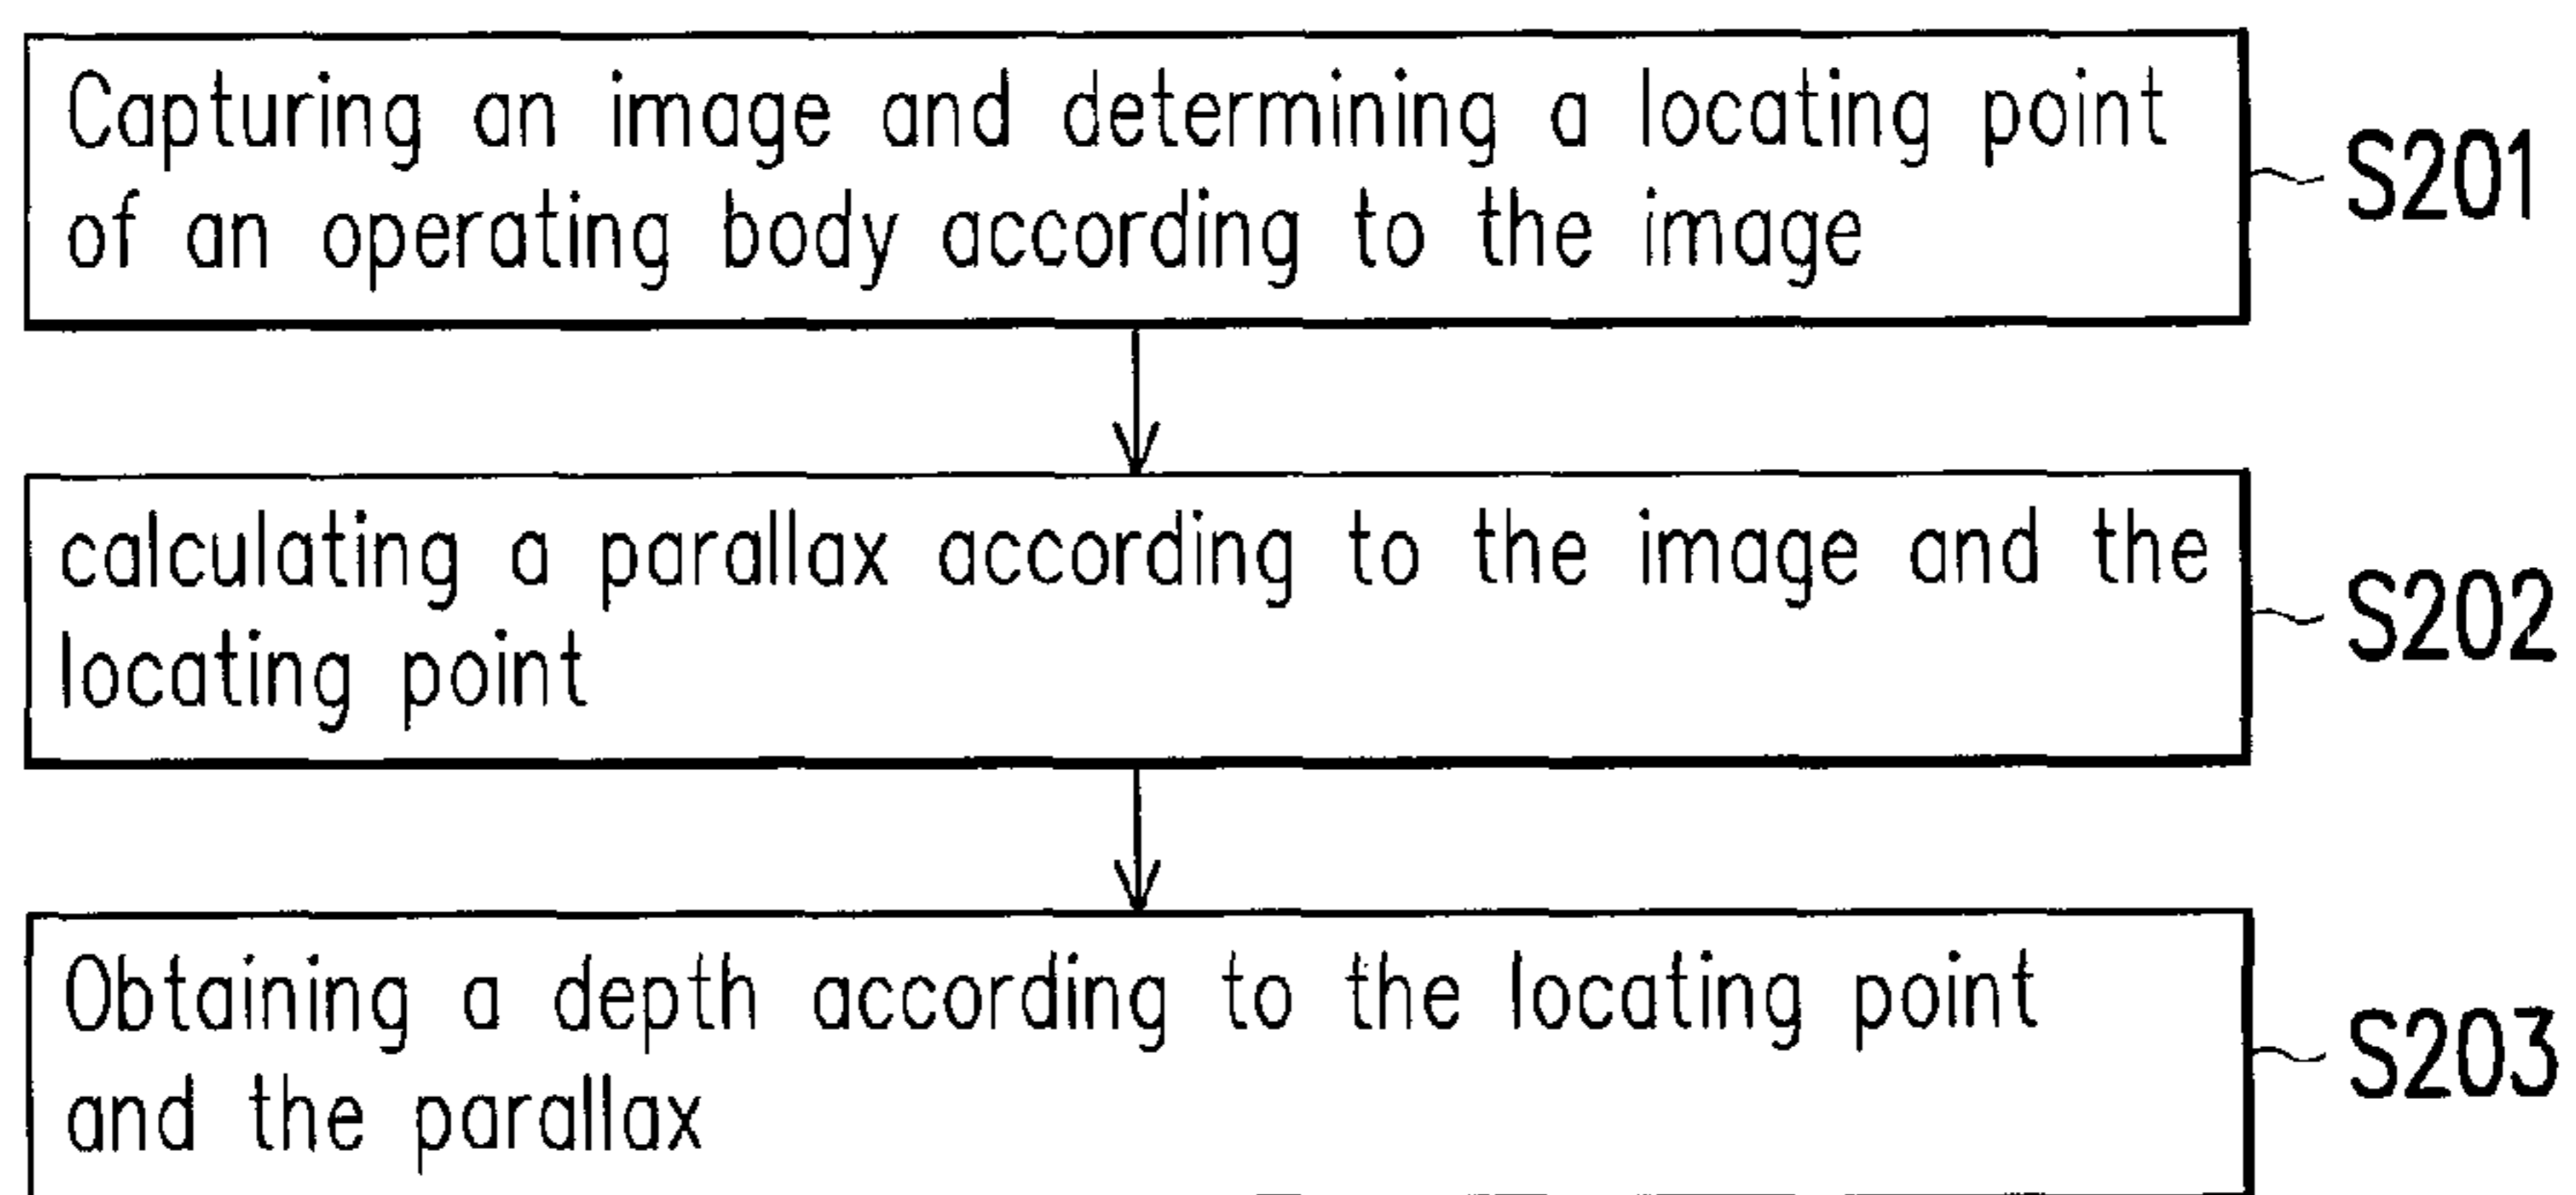 Capturing an image and determining a locating point
of an operating body according to the image
S201
calculating a parallax according to the image and the
locating point
S202
Obtaining a depth according to the locating point
and the parallax
S203